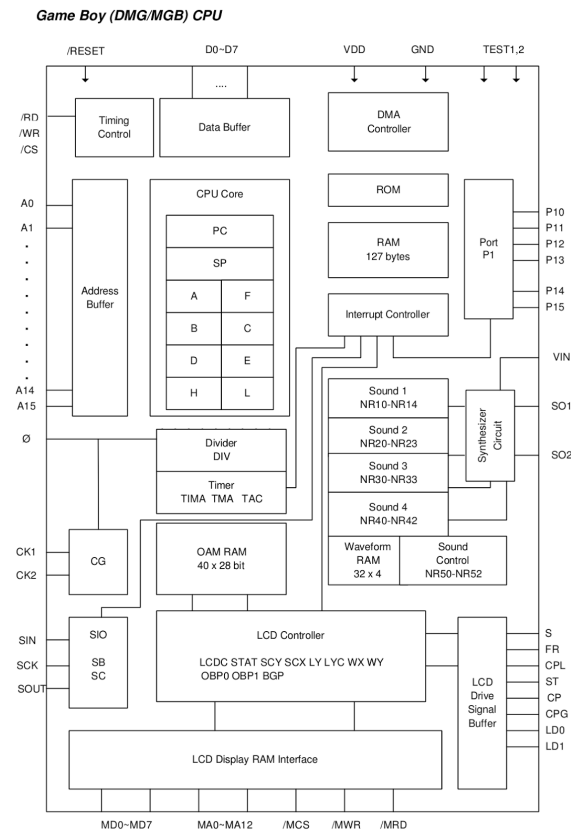 Game Boy (DMG/MGB) CPU
/RESET D0~D7 VDD GND TEST1,2
....
/RD
/WR
/CS
Timing
Control
Data Buffer
DMA
Controller
A0
A1
A14
A15
Address
Buffer
CPU Core
PC
SP
A F
B C
D E
H L
ROM
RAM
127 bytes
Interrupt Controller
Port
P1
P10
P11
P12
P13
P14
P15
VIN
SO1
SO2
Sound 1
NR10-NR14
Sound 2
NR20-NR23
Sound 3
NR30-NR33
Sound 4
NR40-NR42
Waveform
RAM
32 x 4
Sound
Control
NR50-NR52
Synthesizer
Circuit
Ø
Divider
DIV
Timer
TIMA TMA TAC
CK1
CK2
CG
OAM RAM
40 x 28 bit
SIN
SCK
SOUT
SIO
SB
SC
LCD Controller
LCDC STAT SCY SCX LY LYC WX WY
OBP0 OBP1 BGP
LCD
Drive
Signal
Buffer
S
FR
CPL
ST
CP
CPG
LD0
LD1
LCD Display RAM Interface
MD0~MD7 MA0~MA12 /MCS /MWR /MRD